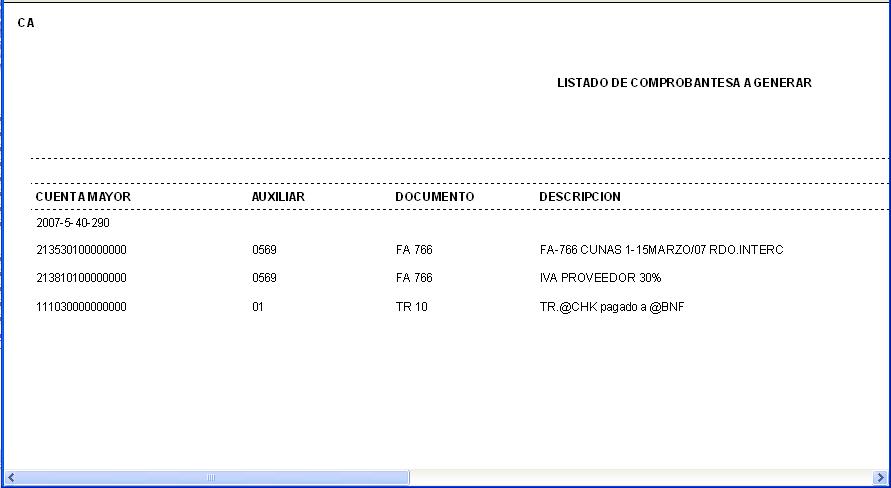 CA
LISTADO DE COMPROBANTESA A GENERAR
CUENTA MAYOR AUXILIAR DOCUMENTO DESCRIPCION
2007-5-40-290
213530100000000 0569 FA 766 FA-766 CUNAS 1-15MARZO/07 RDO.INTERC
213810100000000 0569 FA 766 IVA PROVEEDOR 30%
111030000000000 01 TR 10 TR.@CHK pagado a @BNF